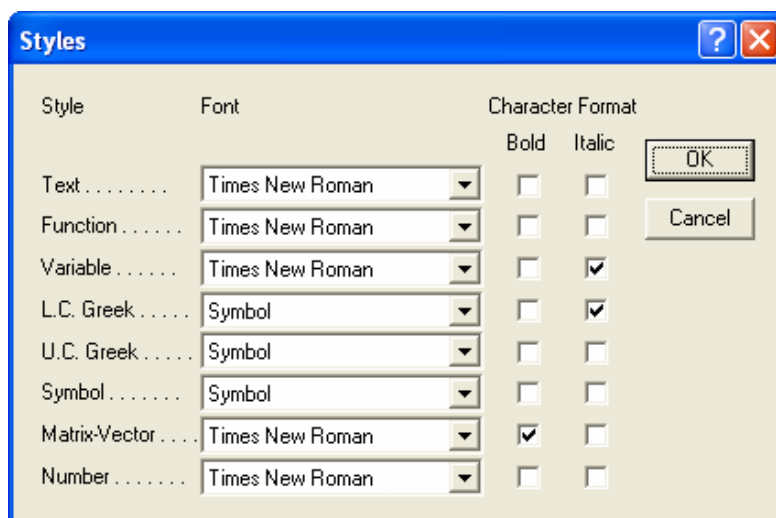 Styles
Style Font Character Format
Bold Italic
OK
Text . . . . . . . . Times New Roman
Cancel
Function . . . . . . Times New Roman
Variable . . . . . . Times New Roman
L.C. Greek . . . . . Symbol
U.C. Greek . . . . . Symbol
Symbol . . . . . . . Symbol
Matrix-Vector . . . . Times New Roman
Number . . . . . . . Times New Roman